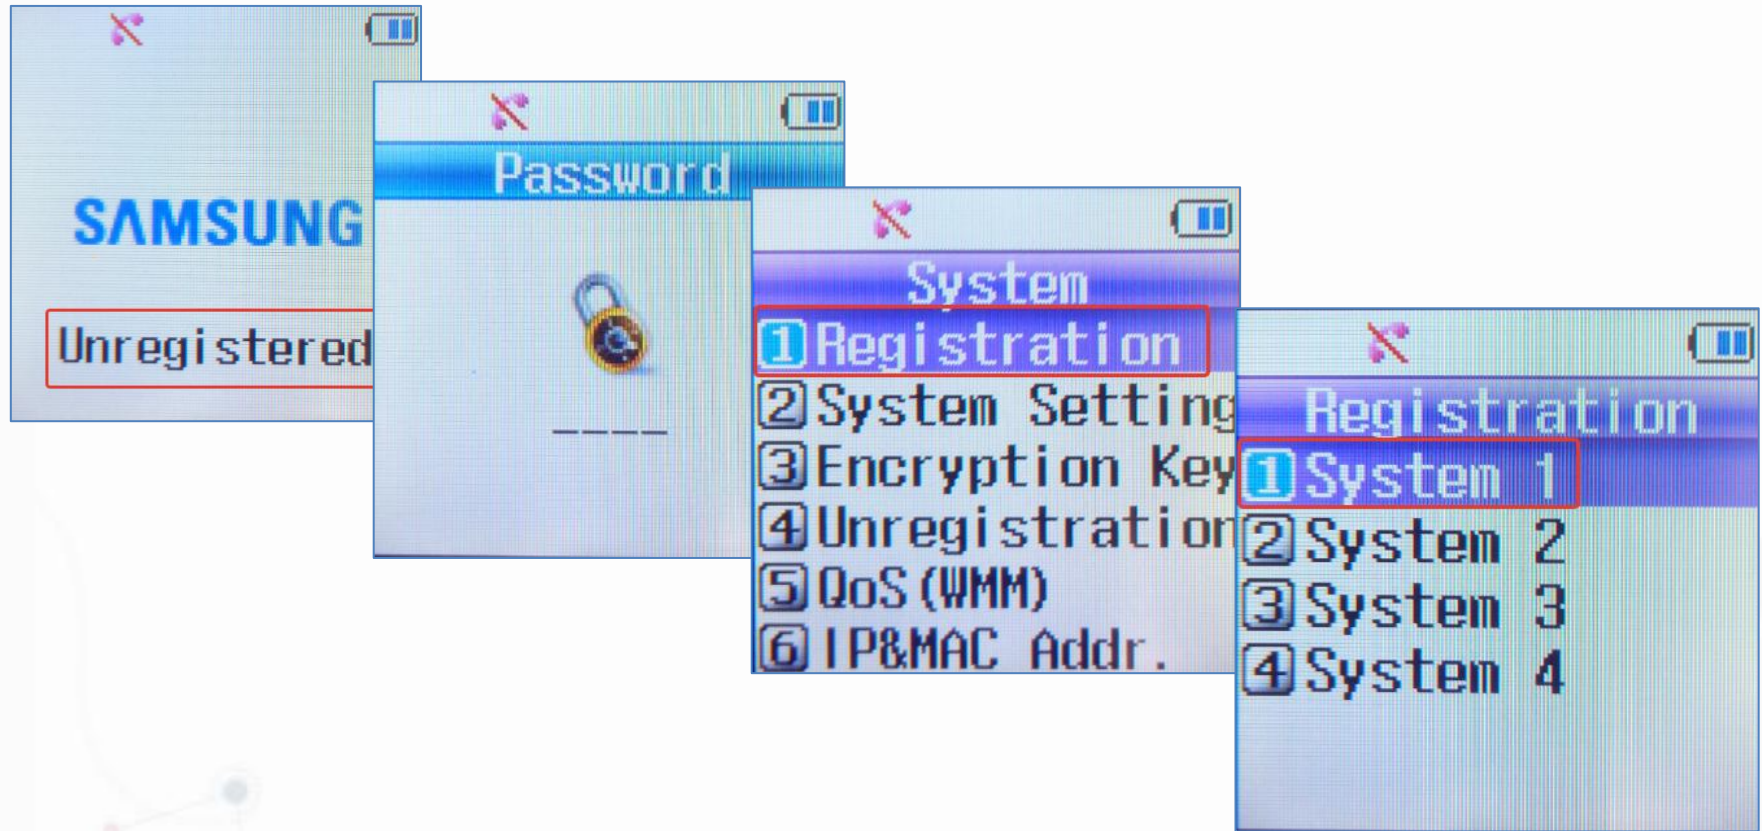 SAMSUNG
Unregistered
Password
System
1 Registration
2 System Setting
3 Encryption Key
4 Unregistration
5 QoS(WMM)
6 IP&MAC Addr.
Registration
1 System 1
2 System 2
3 System 3
4 System 4